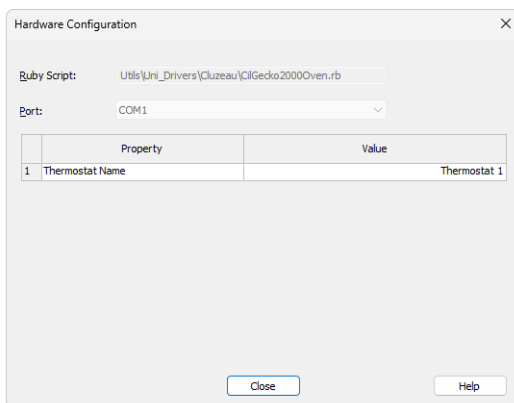 Hardware Configuration
Ruby Script: Utils\Uni_Drivers\Cluzeau\CilGecko2000Oven.rb
Port: COM1
Property Value
1 Thermostat Name Thermostat 1
Close Help